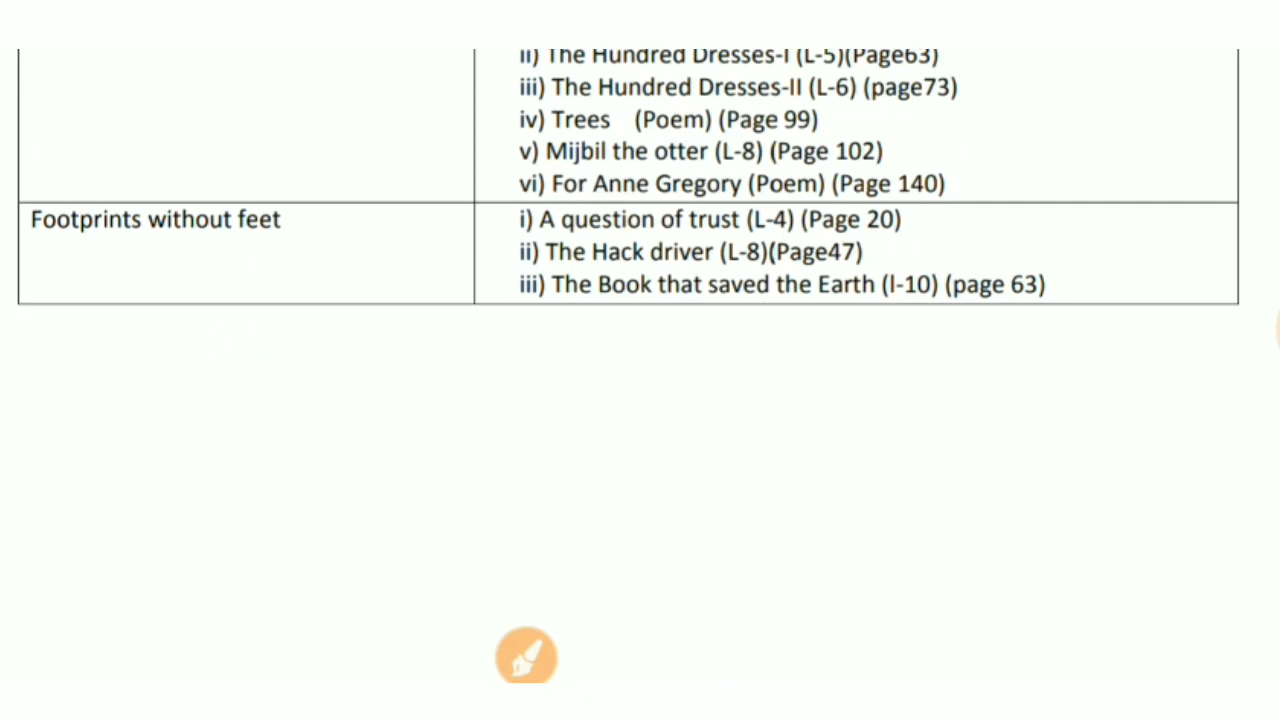 ii) The Hundred Dresses-I (L-5)(Page63)
iii) The Hundred Dresses-II (L-6) (page73)
iv) Trees (Poem) (Page 99)
v) Mijbil the otter (L-8) (Page 102)
vi) For Anne Gregory (Poem) (Page 140)
Footprints without feet
i) A question of trust (L-4) (Page 20)
ii) The Hack driver (L-8)(Page47)
iii) The Book that saved the Earth (l-10) (page 63)